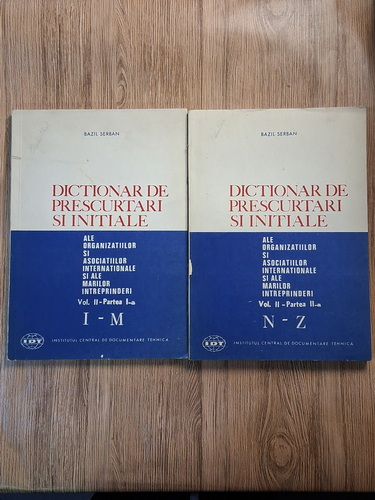 BAZIL SERBAN
DICTIONAR DE
PRESCURTARI
SI INITIALE
ALE
ORGANIZATIILOR
SI
ASOCIATIILOR
INTERNATIONALE
SI ALE
MARILOR
INTREPRINDERI
Vol. II - Partea I-a
I - M
IDT
INSTITUTUL CENTRAL DE DOCUMENTARE TEHNICA
BAZIL SERBAN
DICTIONAR DE
PRESCURTARI
SI INITIALE
ALE
ORGANIZATIILOR
SI
ASOCIATIILOR
INTERNATIONALE
SI ALE
MARILOR
INTREPRINDERI
Vol. II - Partea II-a
N - Z
IDT
INSTITUTUL CENTRAL DE DOCUMENTARE TEHNICA